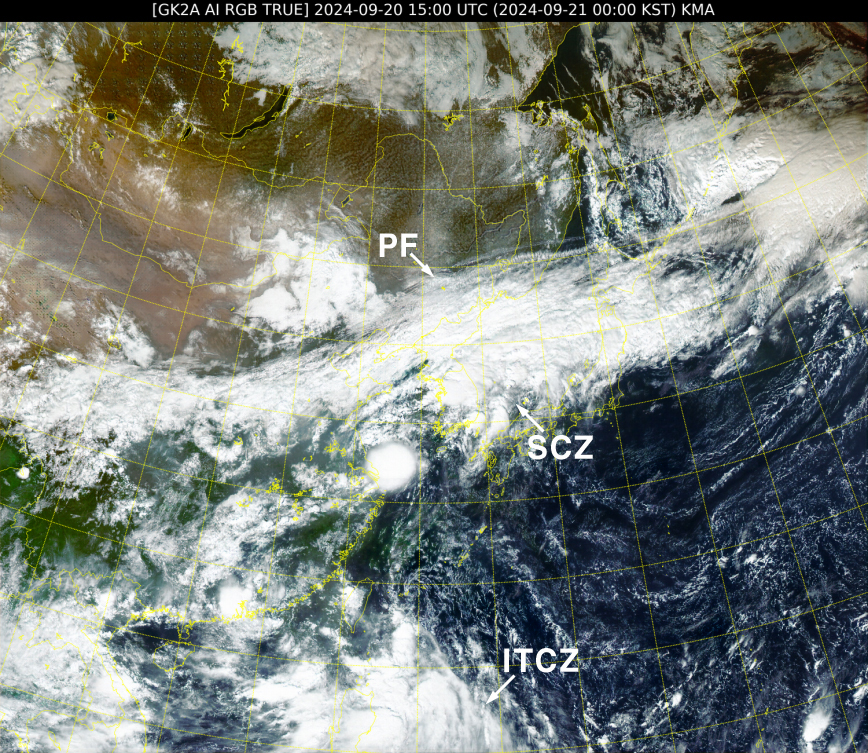 [GK2A AI RGB TRUE] 2024-09-20 15:00 UTC (2024-09-21 00:00 KST) KMA
PF
SCZ
ITCZ